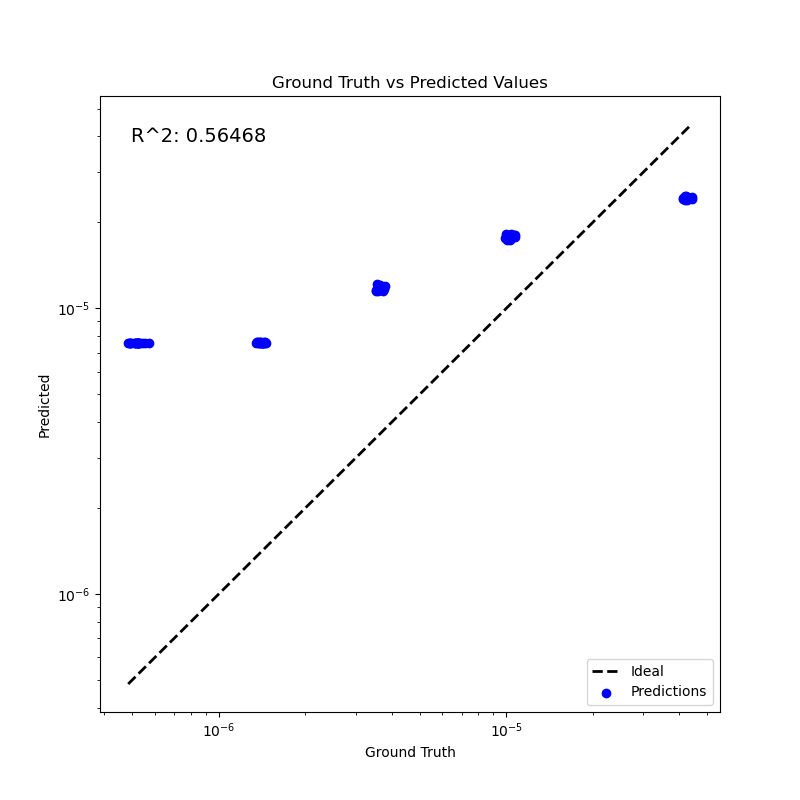 Ground Truth vs Predicted Values
R^2: 0.56468
10⁻⁵
10⁻⁶
Predicted
10⁻⁶ 10⁻⁵
Ground Truth
Ideal
Predictions